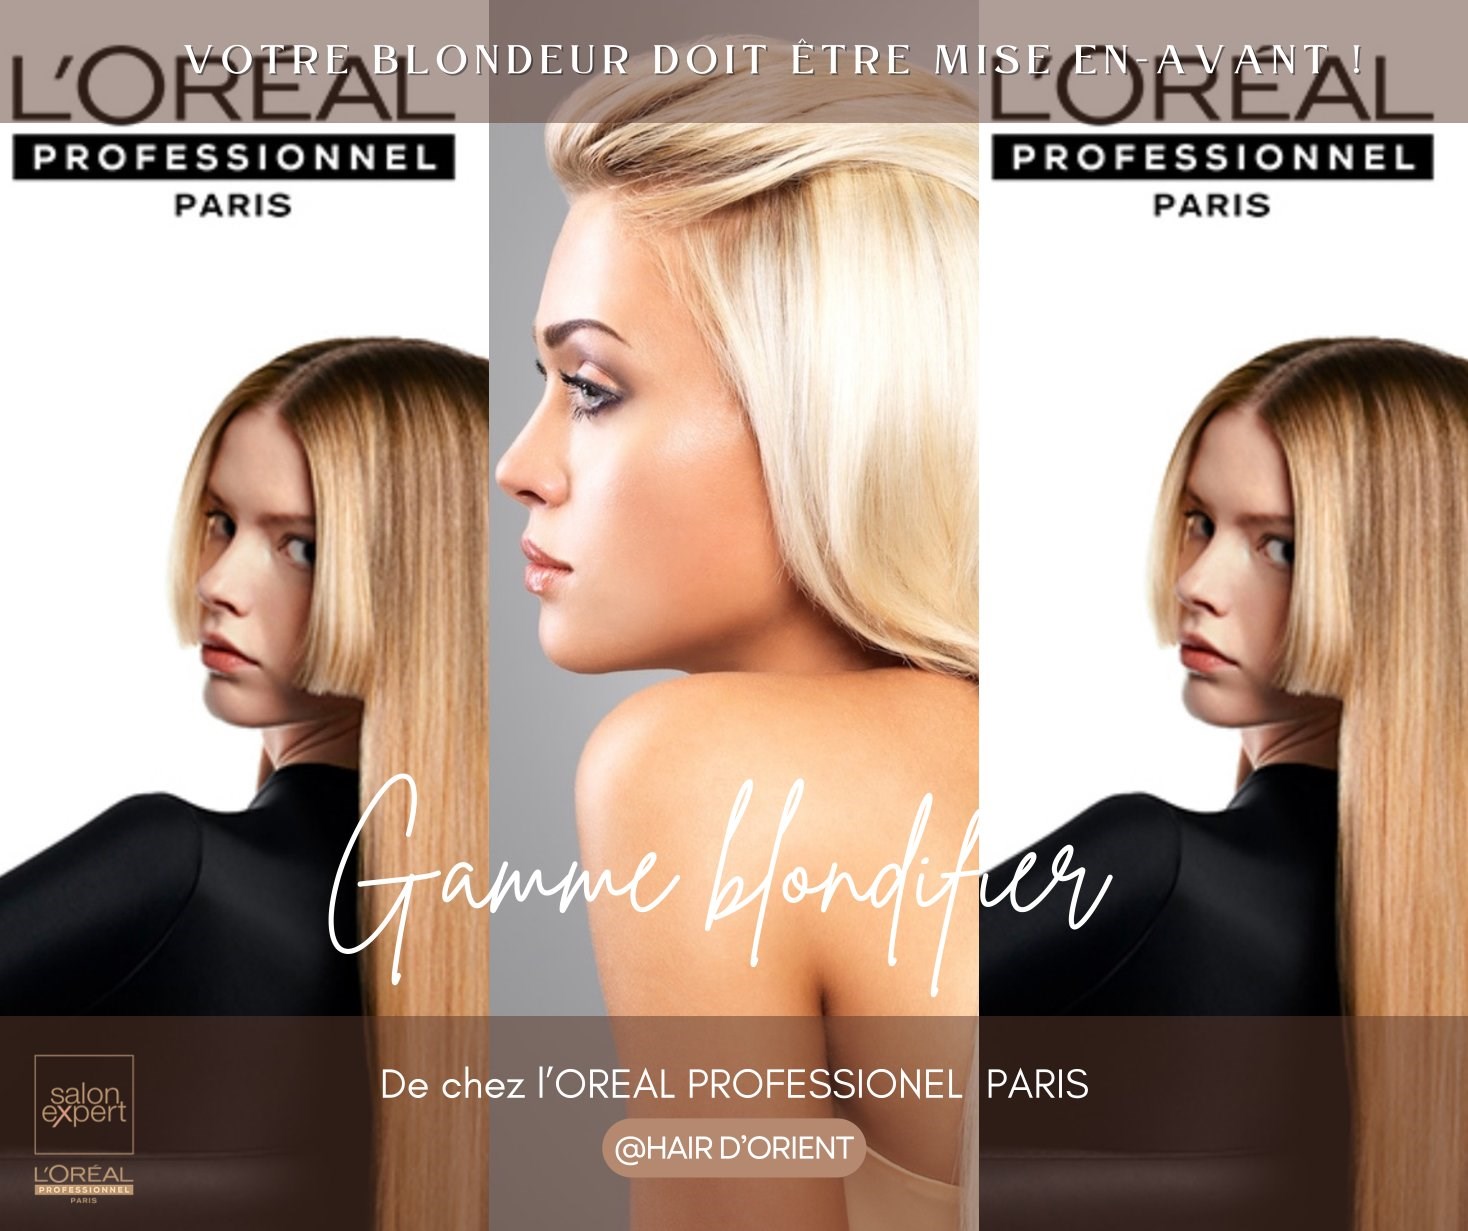 VOTRE BLONDEUR DOIT ÊTRE MISE EN-AVANT !
L'ORÉAL
PROFESSIONNEL
PARIS
L'ORÉAL
PROFESSIONNEL
PARIS
Gamme blondifier
De chez l'OREAL PROFESSIONEL PARIS
@HAIR D'ORIENT
salon
expert
L'ORÉAL
PROFESSIONNEL
PARIS